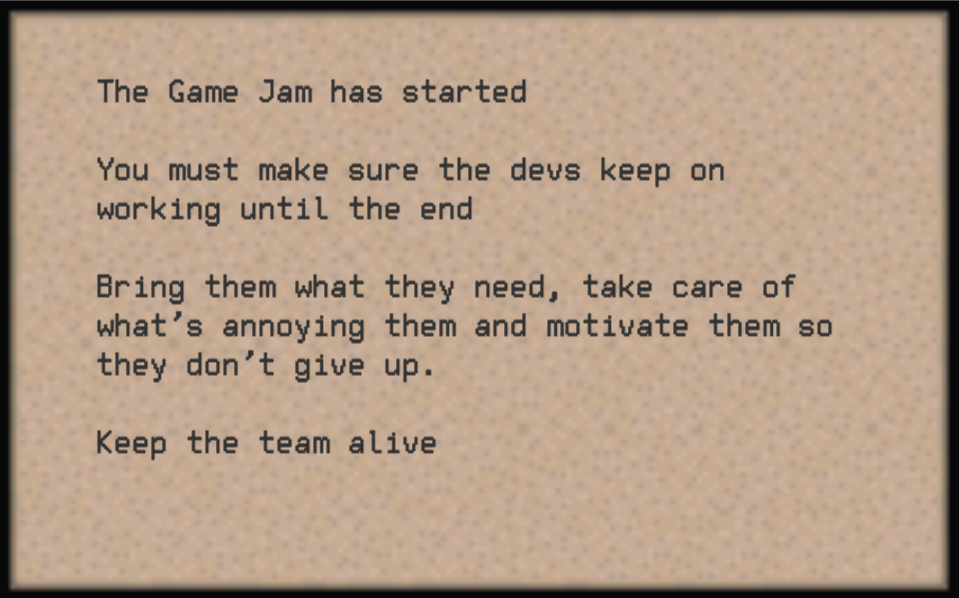 The Game Jam has started
You must make sure the devs keep on
working until the end
Bring them what they need, take care of
what's annoying them and motivate them so
they don't give up.
Keep the team alive